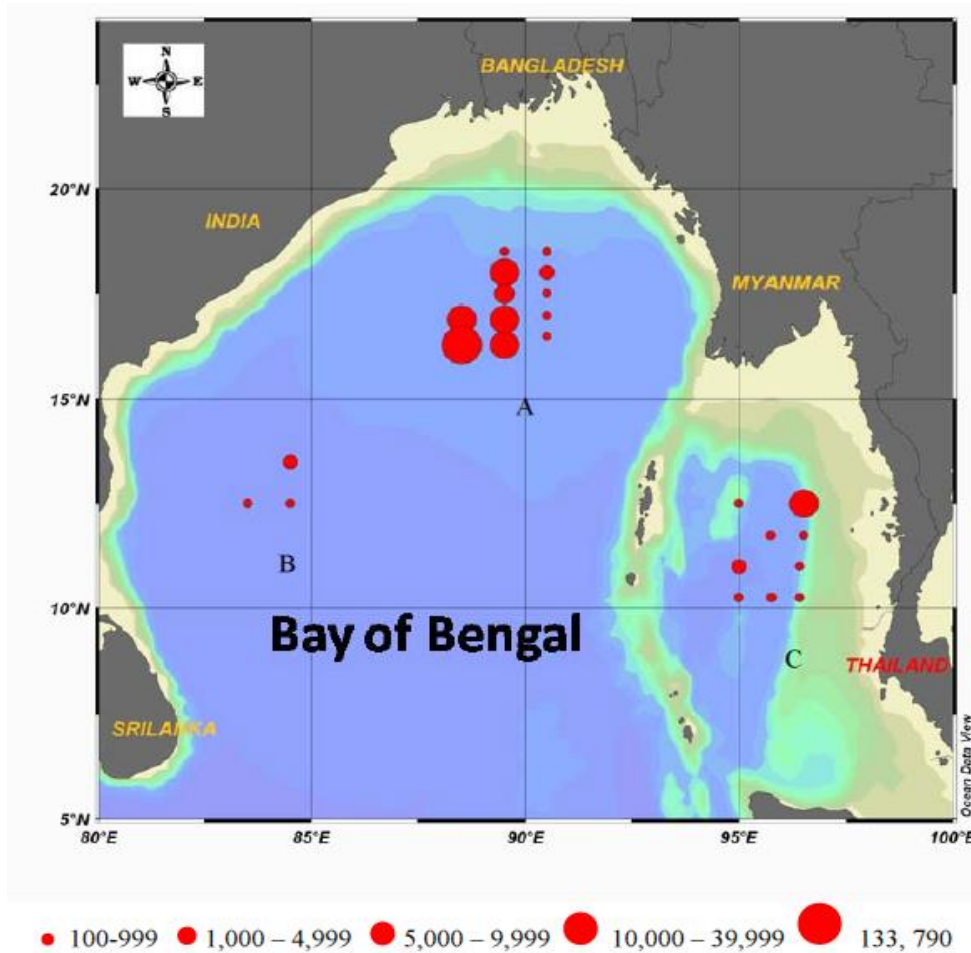 N
W E
S
BANGLADESH
20°N
INDIA
MYANMAR
15°N
A
B
10°N
Bay of Bengal
C
THAILAND
SRILANKA
Ocean Data View
5°N
80°E 85°E 90°E 95°E 100°E
100-999 1,000 – 4,999 5,000 – 9,999 10,000 – 39,999 133, 790